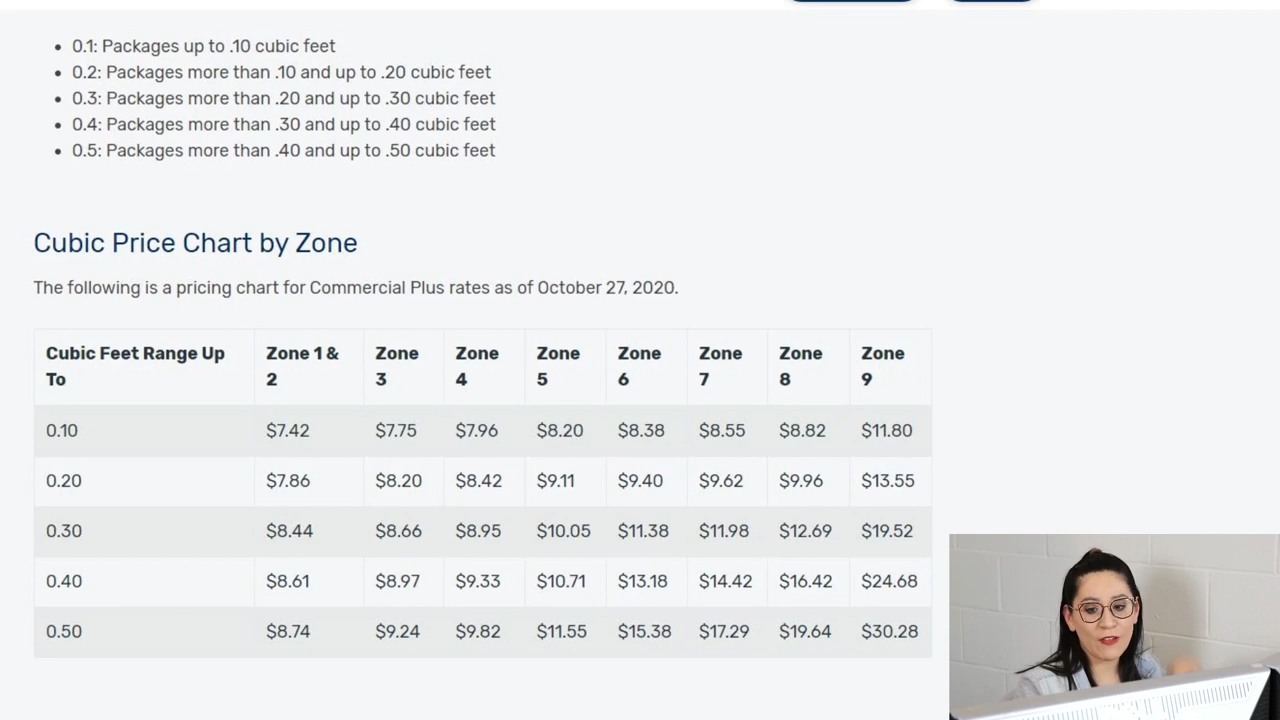 0.1: Packages up to .10 cubic feet
0.2: Packages more than .10 and up to .20 cubic feet
0.3: Packages more than .20 and up to .30 cubic feet
0.4: Packages more than .30 and up to .40 cubic feet
0.5: Packages more than .40 and up to .50 cubic feet
Cubic Price Chart by Zone
The following is a pricing chart for Commercial Plus rates as of October 27, 2020.
Cubic Feet Range Up To Zone 1 & 2 Zone 3 Zone 4 Zone 5 Zone 6 Zone 7 Zone 8 Zone 9
0.10 $7.42 $7.75 $7.96 $8.20 $8.38 $8.55 $8.82 $11.80
0.20 $7.86 $8.20 $8.42 $9.11 $9.40 $9.62 $9.96 $13.55
0.30 $8.44 $8.66 $8.95 $10.05 $11.38 $11.98 $12.69 $19.52
0.40 $8.61 $8.97 $9.33 $10.71 $13.18 $14.42 $16.42 $24.68
0.50 $8.74 $9.24 $9.82 $11.55 $15.38 $17.29 $19.64 $30.28